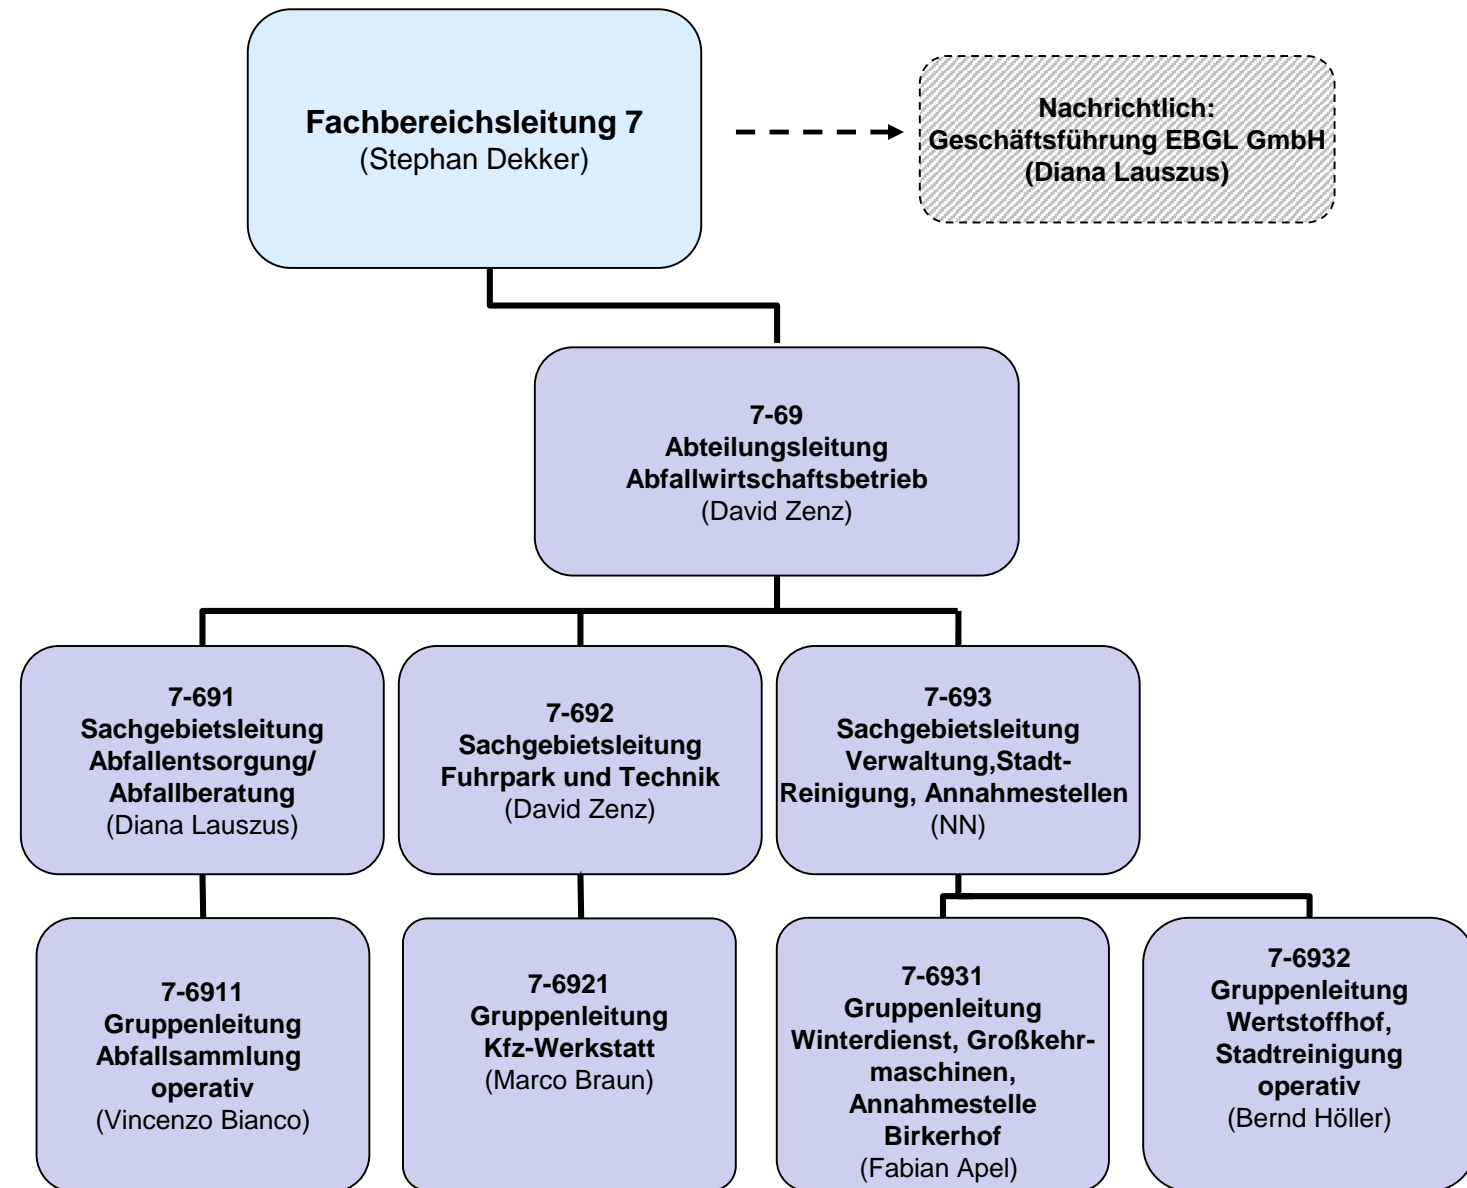 Fachbereichsleitung 7
(Stephan Dekker)
Nachrichtlich:
Geschäftsführung EBGL GmbH
(Diana Lauszus)
7-69
Abteilungsleitung
Abfallwirtschaftsbetrieb
(David Zenz)
7-691
Sachgebietsleitung
Abfallentsorgung/
Abfallberatung
(Diana Lauszus)
7-692
Sachgebietsleitung
Fuhrpark und Technik
(David Zenz)
7-693
Sachgebietsleitung
Verwaltung,Stadt-
Reinigung, Annahmestellen
(NN)
7-6911
Gruppenleitung
Abfallsammlung
operativ
(Vincenzo Bianco)
7-6921
Gruppenleitung
Kfz-Werkstatt
(Marco Braun)
7-6931
Gruppenleitung
Winterdienst, Großkehr-
maschinen,
Annahmestelle
Birkerhof
(Fabian Apel)
7-6932
Gruppenleitung
Wertstoffhof,
Stadtreinigung
operativ
(Bernd Höller)